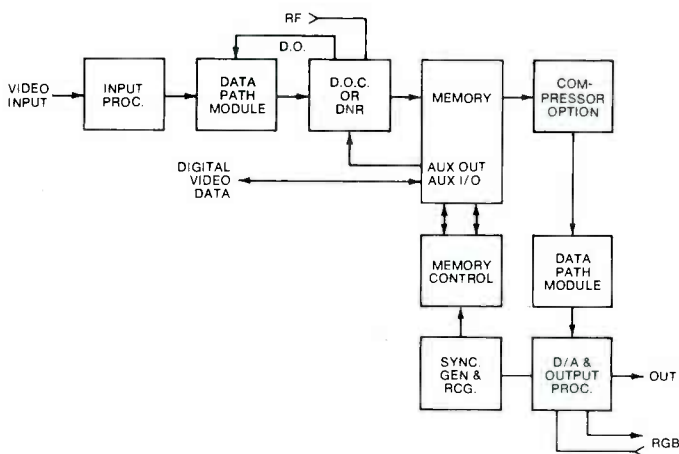 RF
D.O.
VIDEO
INPUT
INPUT
PROC.
DATA
PATH
MODULE
D.O.C.
OR
DNR
MEMORY
COM-
PRESSOR
OPTION
AUX OUT
AUX I/O
DIGITAL
VIDEO
DATA
MEMORY
CONTROL
DATA
PATH
MODULE
SYNC.
GEN &
RCG.
D/A &
OUTPUT
PROC.
OUT
RGB